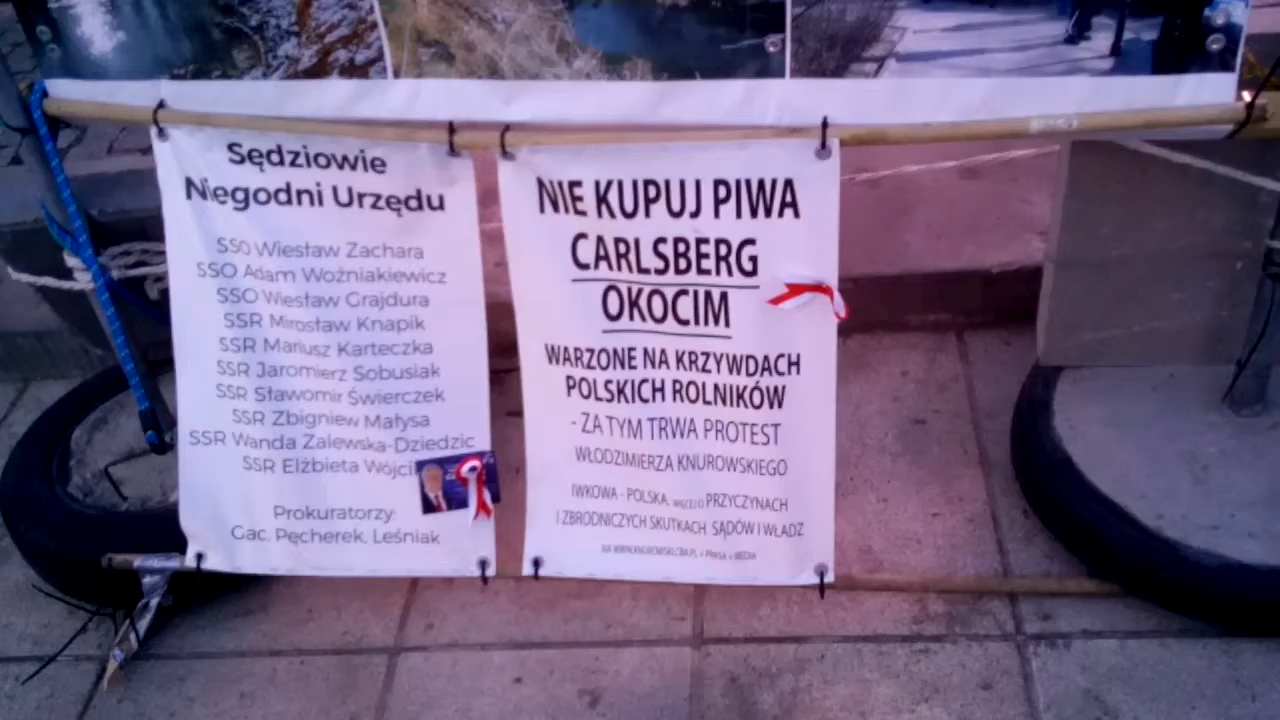 Sędziowie
Niegodni Urzędu
SSO Wiesław Zachara
SSO Adam Woźniakiewicz
SSO Wiesław Grajdura
SSR Mirosław Knapik
SSR Mariusz Karteczka
SSR Jaromierz Sobusiak
SSR Sławomir Świerczek
SSR Zbigniew Małysa
SSR Wanda Zalewska-Dziedzic
SSR Elżbieta Wójci
Prokuratorzy:
Gac, Pęcherek, Leśniak
NIE KUPUJ PIWA
CARLSBERG
OKOCIM
WARZONE NA KRZYWDACH
POLSKICH ROLNIKÓW
- ZA TYM TRWA PROTEST
WŁODZIMIERZA KNUROWSKIEGO
IWKOWA - POLSKA, WIĘCEJ O PRZYCZYNACH
I ZBRODNICZYCH SKUTKACH SĄDÓW I WŁADZ